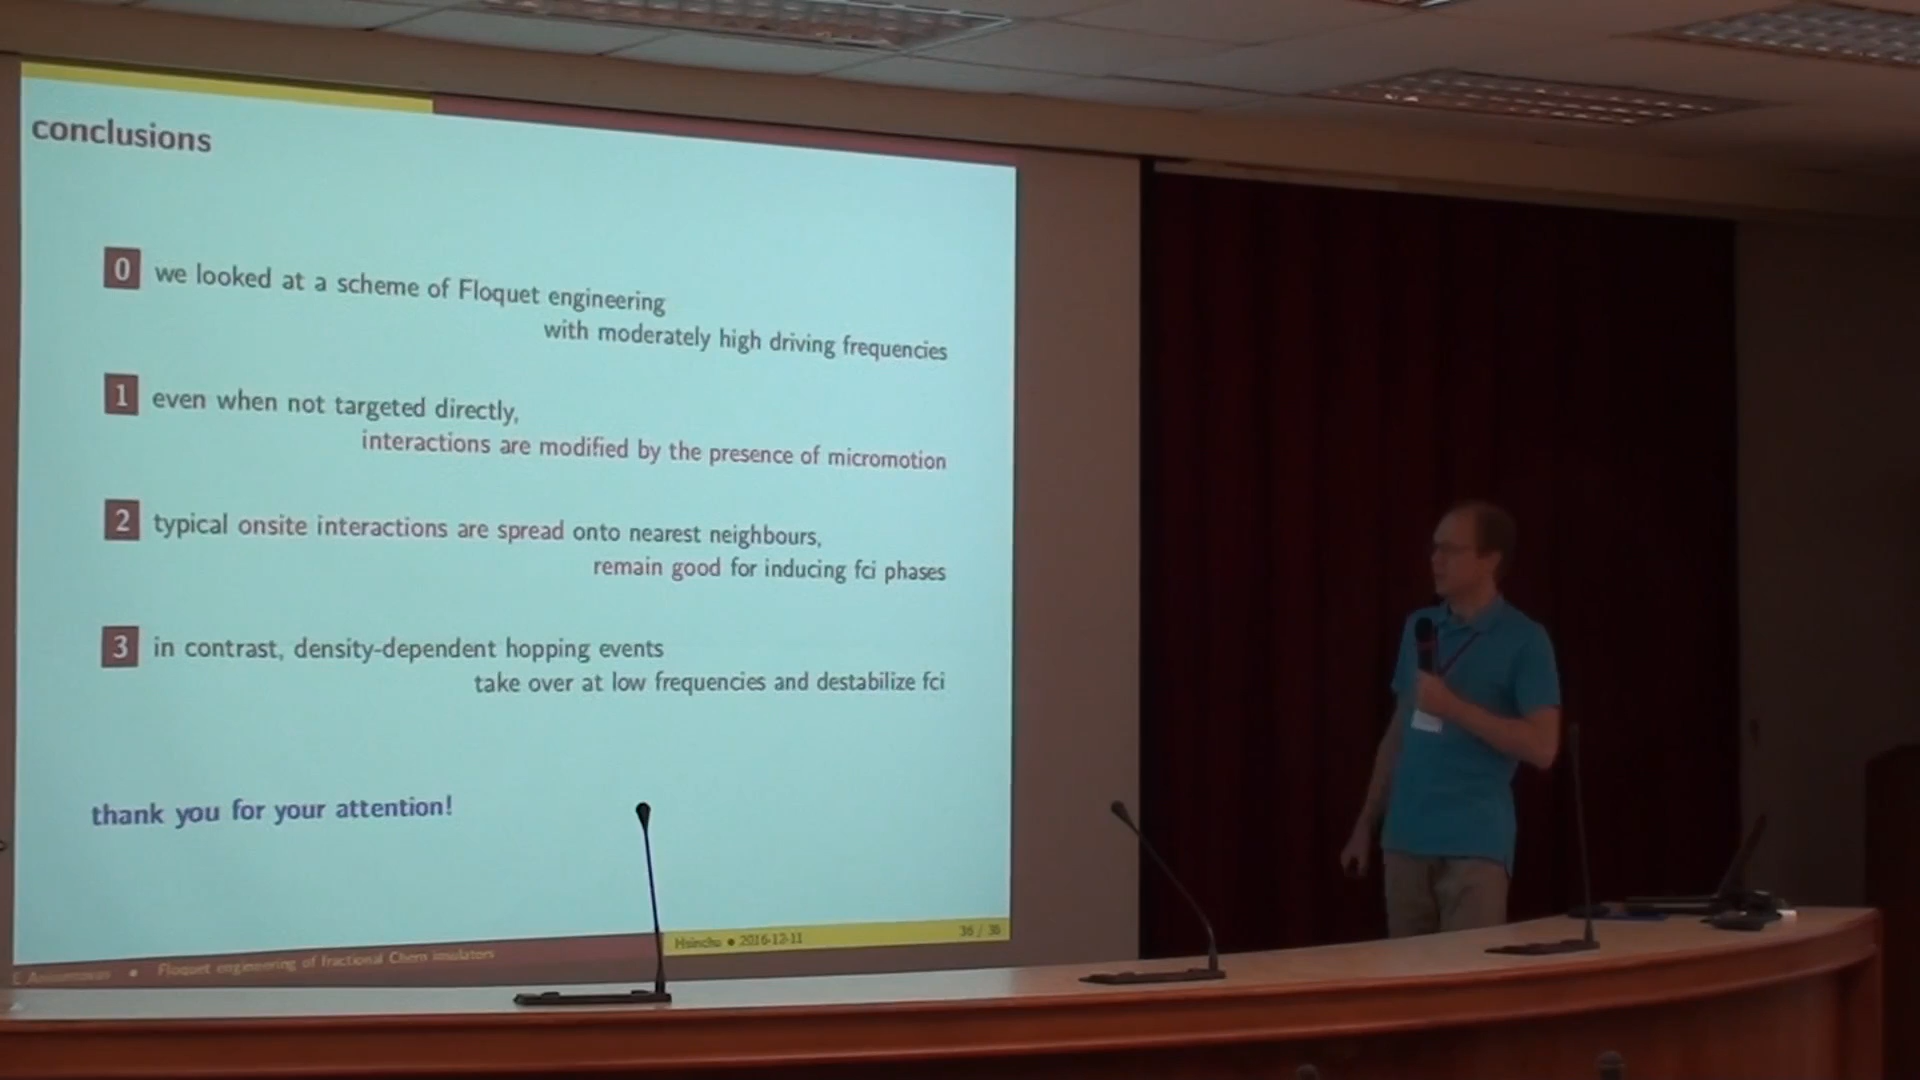 conclusions
0 we looked at a scheme of Floquet engineering
with moderately high driving frequencies
1 even when not targeted directly,
interactions are modified by the presence of micromotion
2 typical onsite interactions are spread onto nearest neighbours,
remain good for inducing fci phases
3 in contrast, density-dependent hopping events
take over at low frequencies and destabilize fci
thank you for your attention!
Hsinchu • 2016-12-11
36 / 36
• Floquet engineering of fractional Chern insulators